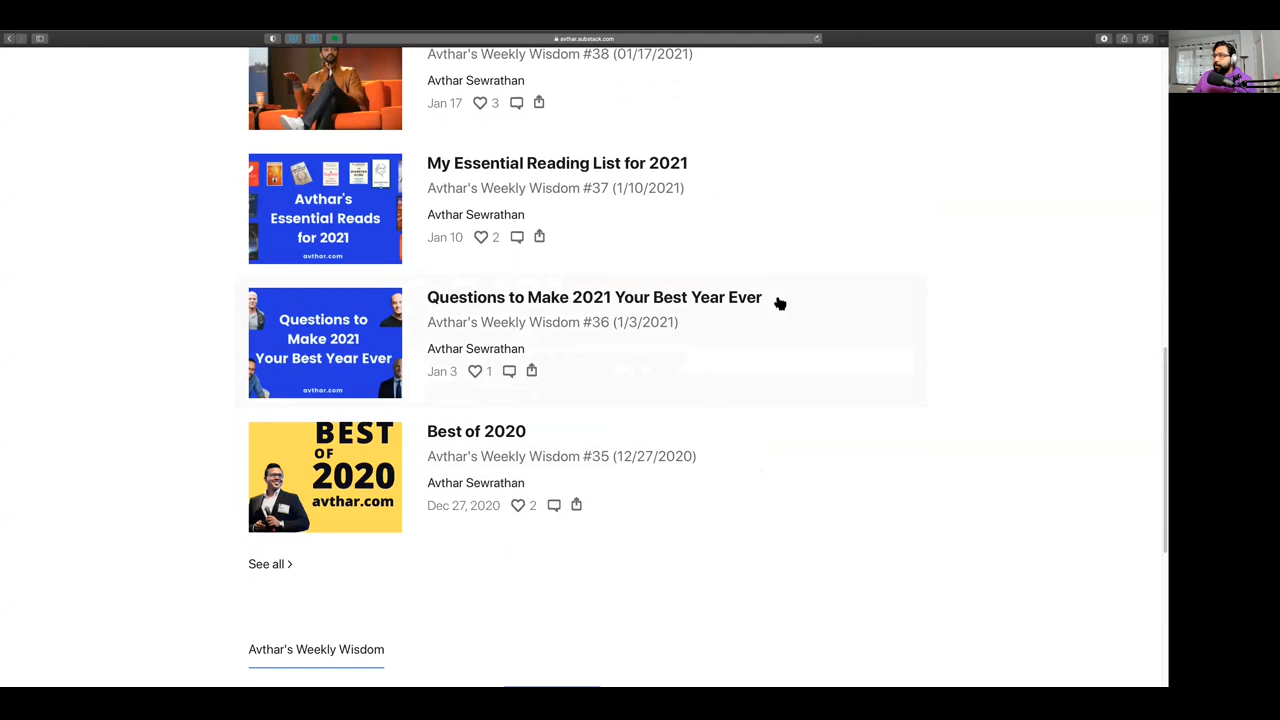 avthar.substack.com
Avthar's Weekly Wisdom #38 (01/17/2021)
Avthar Sewrathan
Jan 17 3
Avthar's
Essential Reads
for 2021
avthar.com
My Essential Reading List for 2021
Avthar's Weekly Wisdom #37 (1/10/2021)
Avthar Sewrathan
Jan 10 2
Questions to
Make 2021
Your Best Year Ever
avthar.com
Questions to Make 2021 Your Best Year Ever
Avthar's Weekly Wisdom #36 (1/3/2021)
Avthar Sewrathan
Jan 3 1
BEST
OF
2020
avthar.com
Best of 2020
Avthar's Weekly Wisdom #35 (12/27/2020)
Avthar Sewrathan
Dec 27, 2020 2
See all >
Avthar's Weekly Wisdom